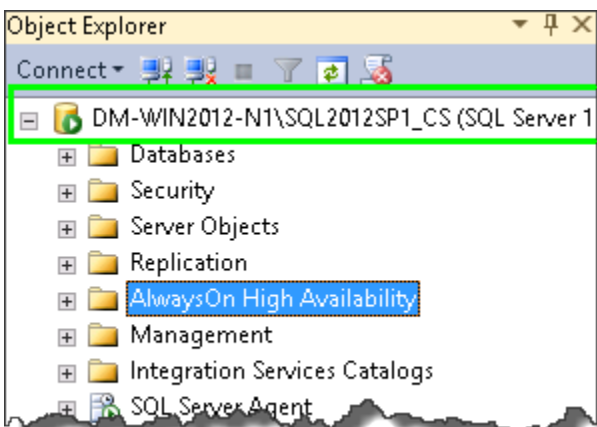 Object Explorer
Connect
DM-WIN2012-N1\SQL2012SP1_CS (SQL Server 1
Databases
Security
Server Objects
Replication
AlwaysOn High Availability
Management
Integration Services Catalogs
SQL Server Agent